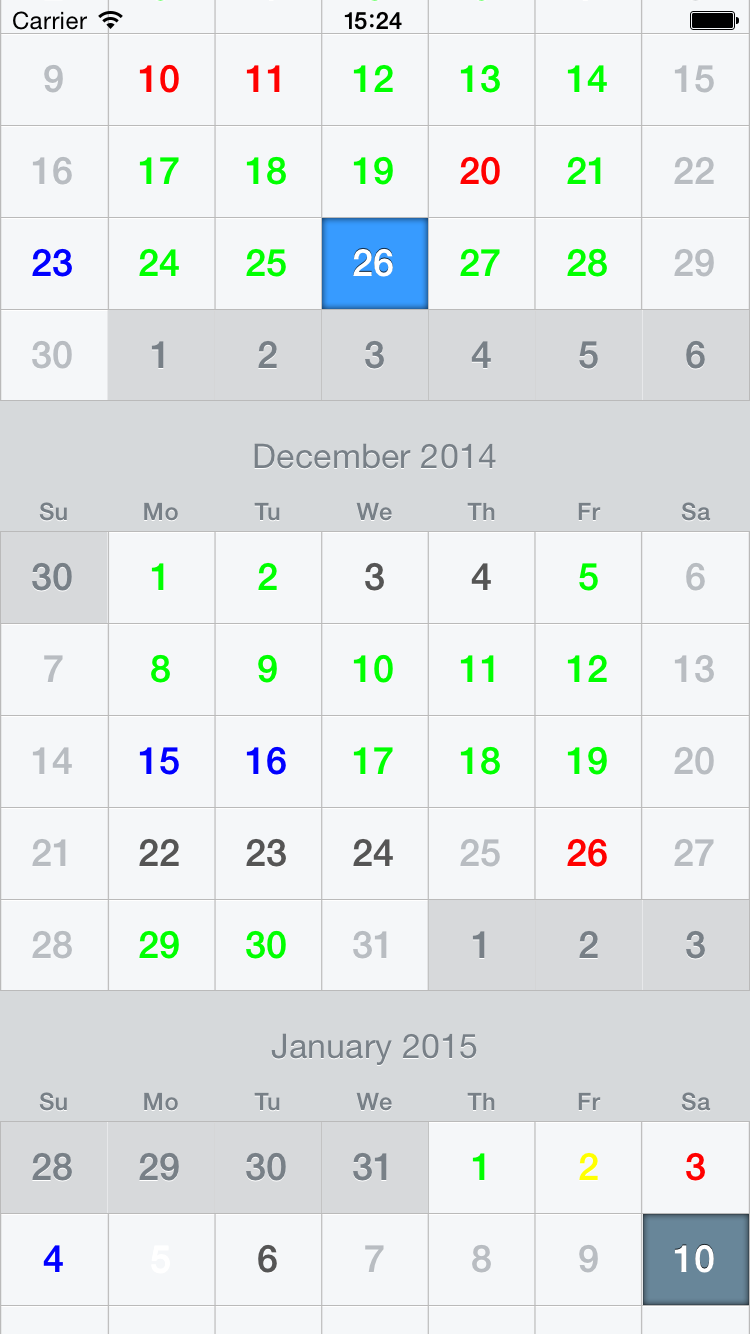 Carrier 15:24
9 10 11 12 13 14 15
16 17 18 19 20 21 22
23 24 25 26 27 28 29
30 1 2 3 4 5 6
December 2014
Su Mo Tu We Th Fr Sa
30 1 2 3 4 5 6
7 8 9 10 11 12 13
14 15 16 17 18 19 20
21 22 23 24 25 26 27
28 29 30 31 1 2 3
January 2015
Su Mo Tu We Th Fr Sa
28 29 30 31 1 2 3
4 5 6 7 8 9 10